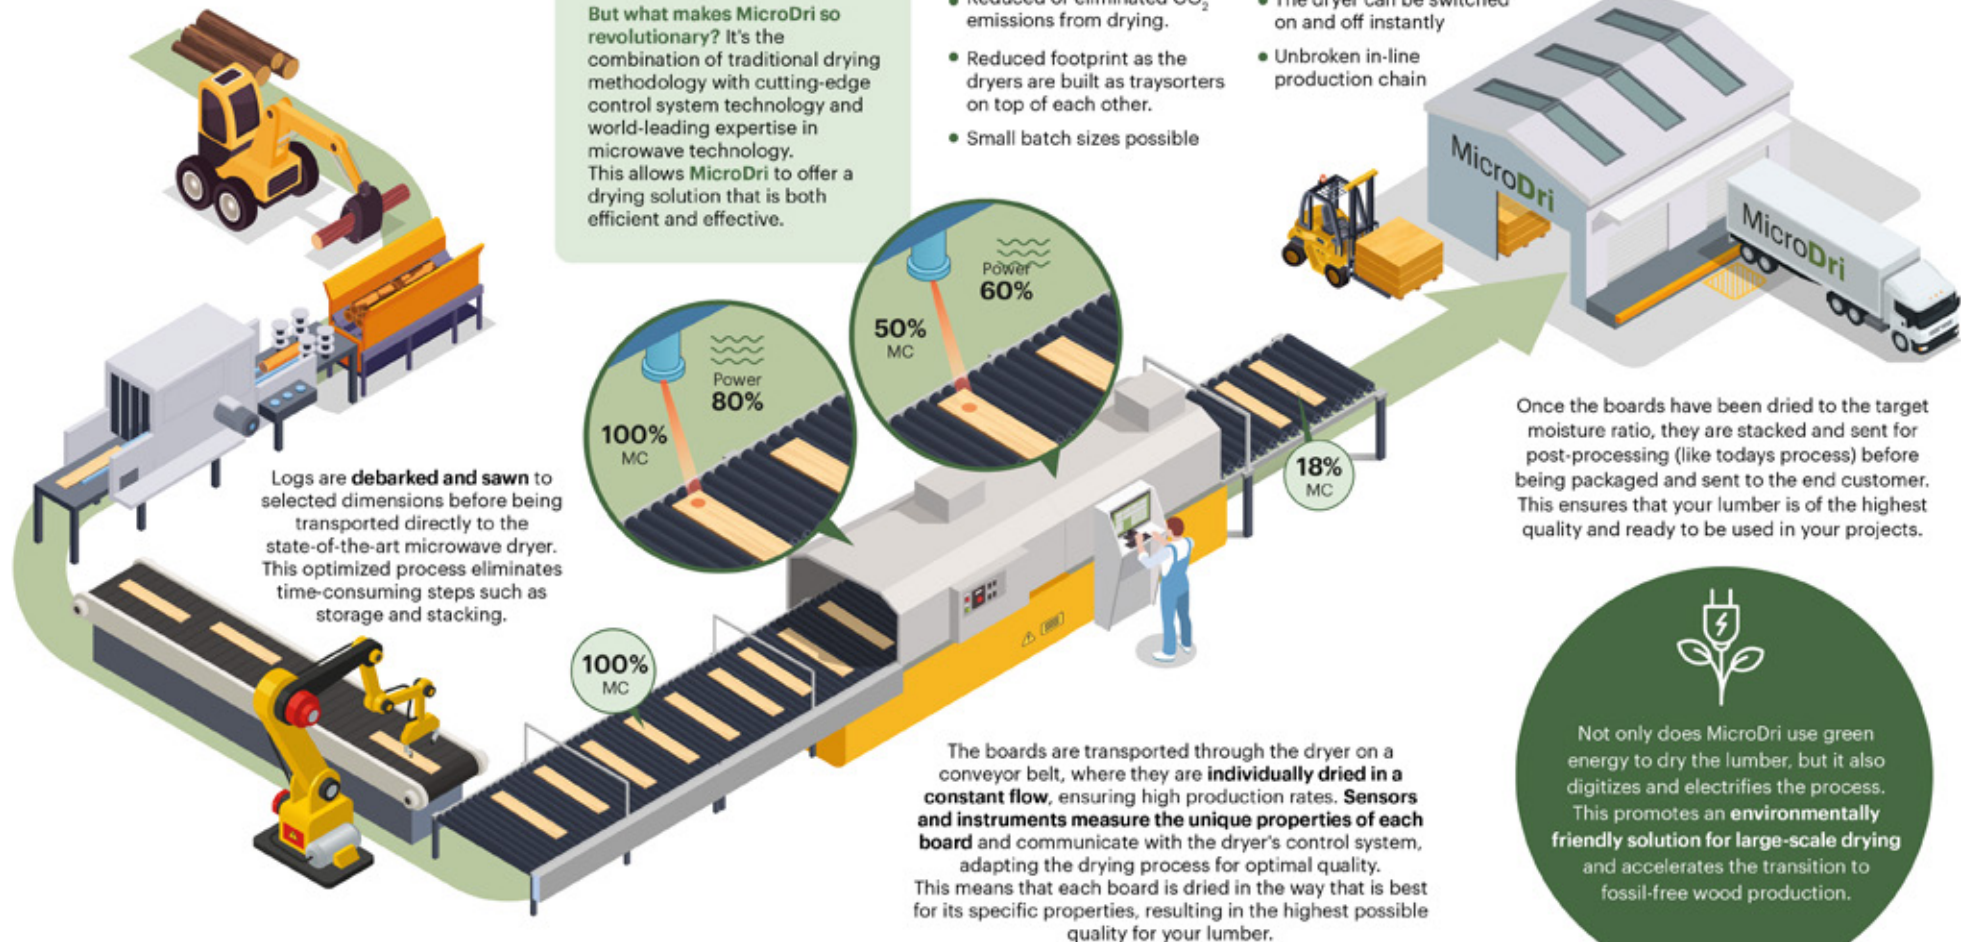 But what makes MicroDri so
revolutionary? It's the
combination of traditional drying
methodology with cutting-edge
control system technology and
world-leading expertise in
microwave technology.
This allows MicroDri to offer a
drying solution that is both
efficient and effective.
• Reduced or eliminated CO2
emissions from drying.
• Reduced footprint as the
dryers are built as traysorters
on top of each other.
• Small batch sizes possible
• The dryer can be switched
on and off instantly
• Unbroken in-line
production chain
MicroDri
MicroDri
Power
60%
50%
MC
Power
80%
100%
MC
18%
MC
100%
MC
Logs are debarked and sawn to
selected dimensions before being
transported directly to the
state-of-the-art microwave dryer.
This optimized process eliminates
time-consuming steps such as
storage and stacking.
Once the boards have been dried to the target
moisture ratio, they are stacked and sent for
post-processing (like todays process) before
being packaged and sent to the end customer.
This ensures that your lumber is of the highest
quality and ready to be used in your projects.
The boards are transported through the dryer on a
conveyor belt, where they are individually dried in a
constant flow, ensuring high production rates. Sensors
and instruments measure the unique properties of each
board and communicate with the dryer's control system,
adapting the drying process for optimal quality.
This means that each board is dried in the way that is best
for its specific properties, resulting in the highest possible
quality for your lumber.
Not only does MicroDri use green
energy to dry the lumber, but it also
digitizes and electrifies the process.
This promotes an environmentally
friendly solution for large-scale drying
and accelerates the transition to
fossil-free wood production.